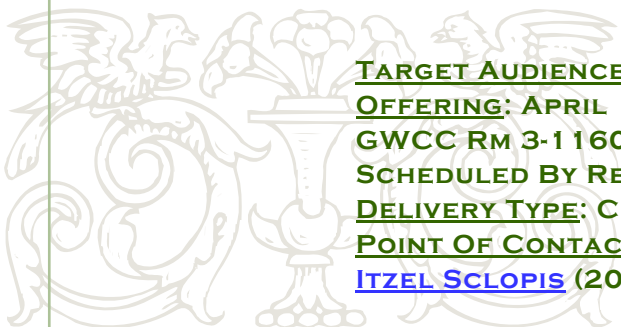 TARGET AUDIENCE
OFFERING: APRIL
GWCC RM 3-1160
SCHEDULED BY RE
DELIVERY TYPE: C
POINT OF CONTAC
ITZEL SCLOPIS (20